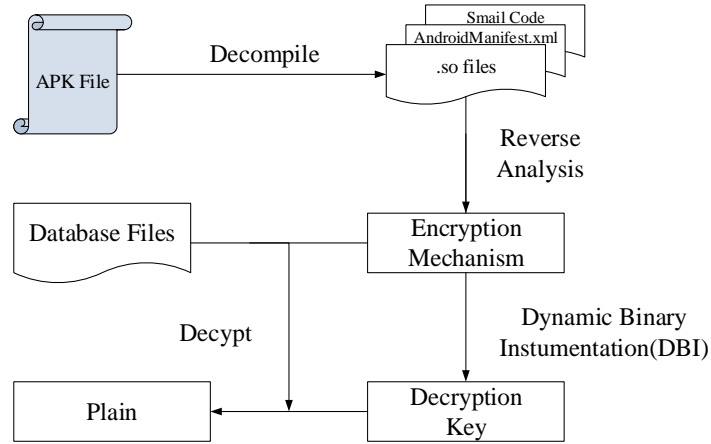 Smail Code
AndroidManifest.xml
.so files
APK File
Decompile
Reverse
Analysis
Database Files
Encryption
Mechanism
Decypt
Dynamic Binary
Instumentation(DBI)
Plain
Decryption
Key